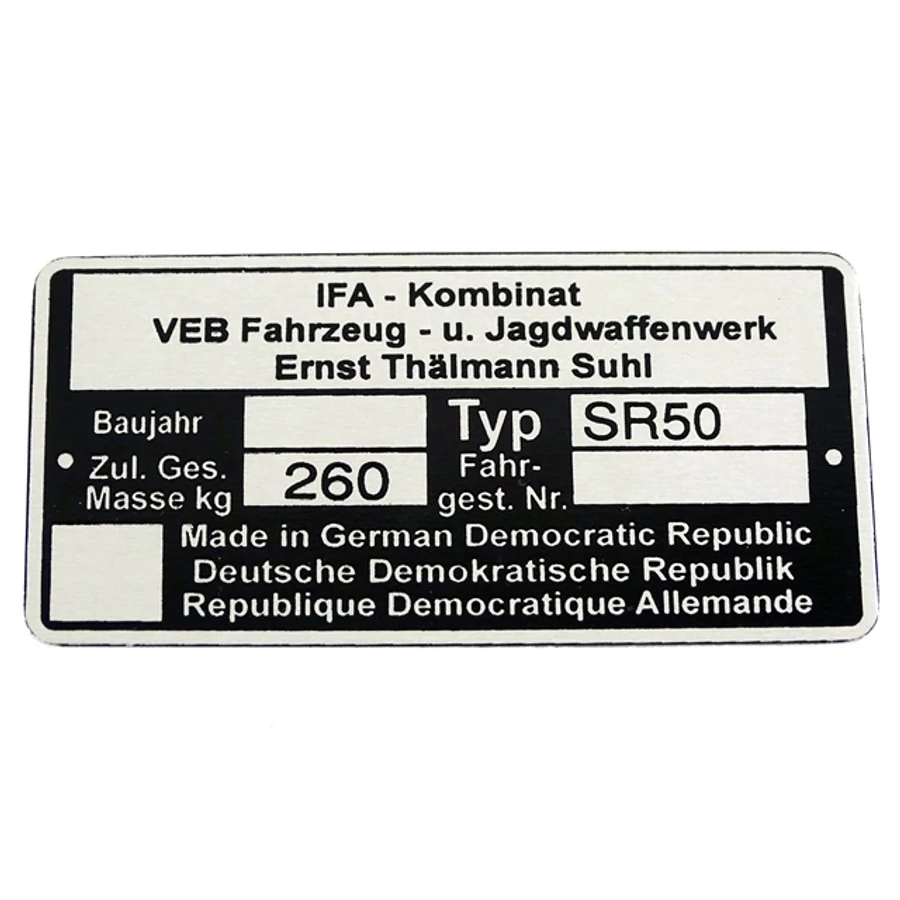 IFA - Kombinat
VEB Fahrzeug - u. Jagdwaffenwerk
Ernst Thälmann Suhl
Baujahr
Typ SR50
Zul. Ges.
Masse kg 260
Fahr-
gest. Nr.
Made in German Democratic Republic
Deutsche Demokratische Republik
Republique Democratique Allemande